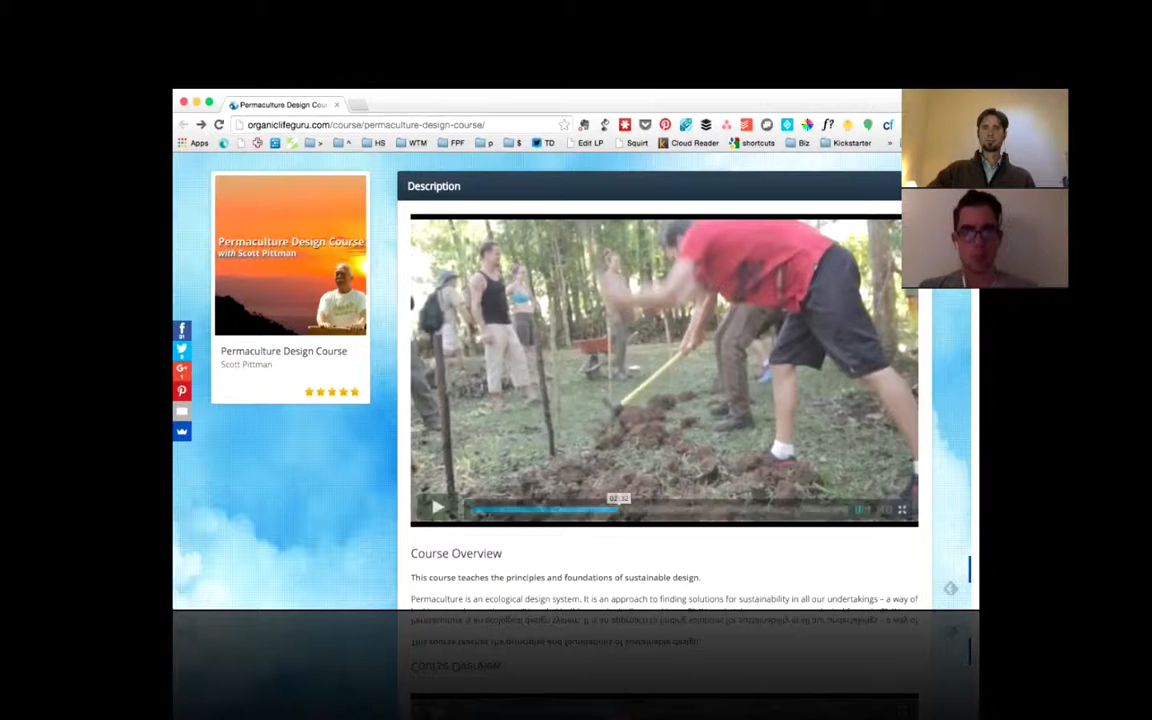 Permaculture Design Cou
organiclifeguru.com/course/permaculture-design-course/
Apps
>
^
HS
WTM
FPF
p
$
TD
Edit LP
Squirt
Cloud Reader
shortcuts
Biz
Kickstarter
»
f?
cf
Permaculture Design Course
with Scott Pittman
Permaculture Design Course
Scott Pittman
Description
02:32
Course Overview
This course teaches the principles and foundations of sustainable design.
Permaculture is an ecological design system. It is an approach to finding solutions for sustainability in all our undertakings – a way of